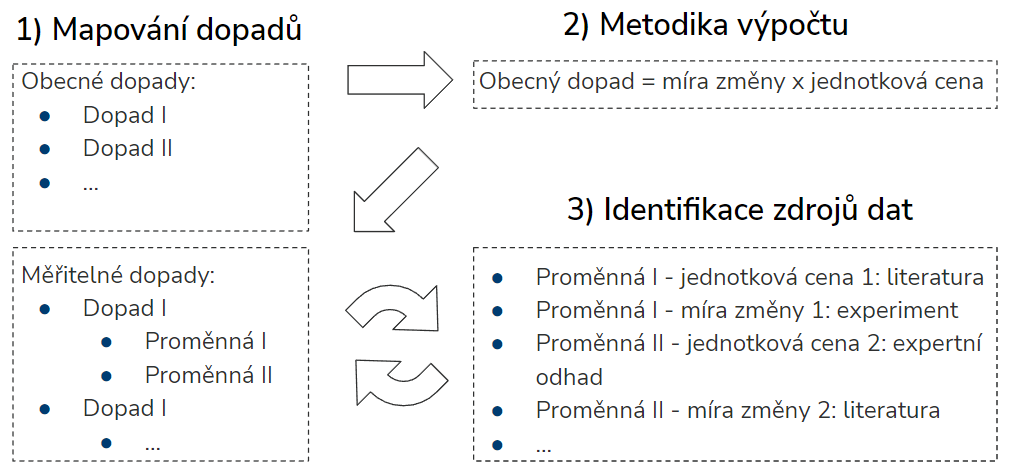 1) Mapování dopadů
Obecné dopady:
● Dopad I
● Dopad II
● ...
Měřitelné dopady:
● Dopad I
● Proměnná I
● Proměnná II
● Dopad I
● ...
2) Metodika výpočtu
Obecný dopad = míra změny x jednotková cena
3) Identifikace zdrojů dat
● Proměnná I - jednotková cena 1: literatura
● Proměnná I - míra změny 1: experiment
● Proměnná II - jednotková cena 2: expertní
odhad
● Proměnná II - míra změny 2: literatura
● ...